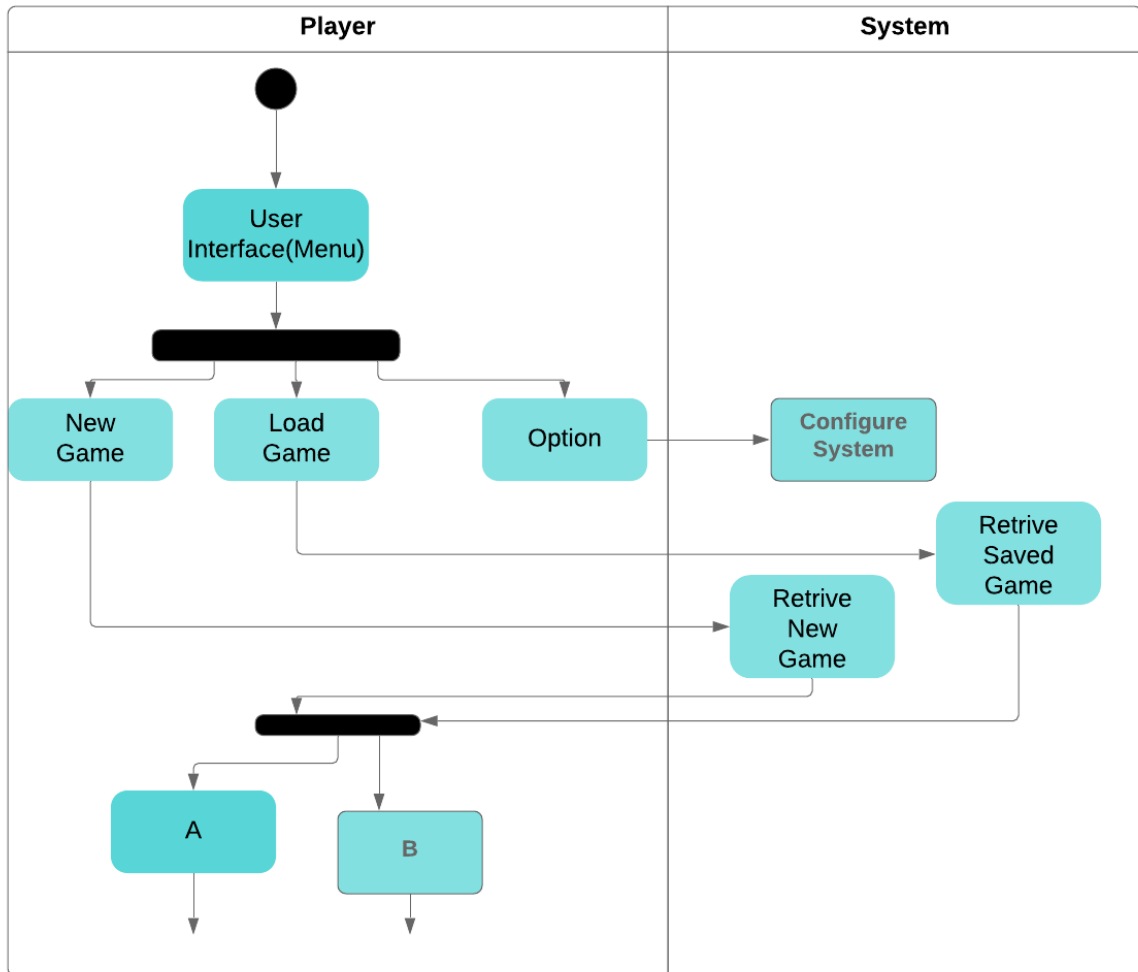 Player
System
User
Interface(Menu)
New
Game
Load
Game
Option
Configure
System
Retrive
Saved
Game
Retrive
New
Game
A
B